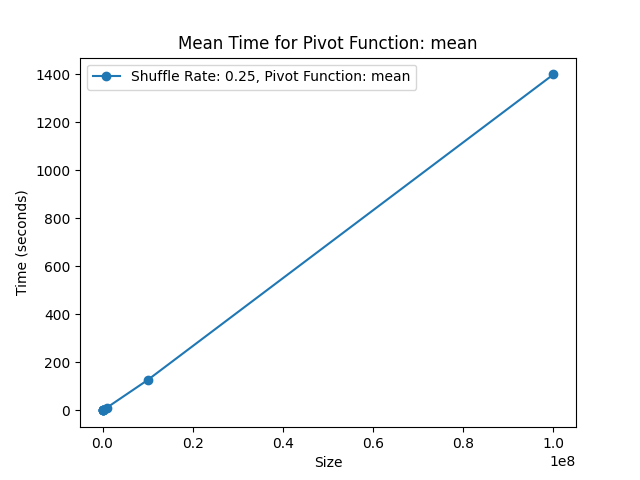 Mean Time for Pivot Function: mean
Shuffle Rate: 0.25, Pivot Function: mean
1400
1200
1000
800
600
400
200
0
Time (seconds)
0.0 0.2 0.4 0.6 0.8 1.0
1e8
Size